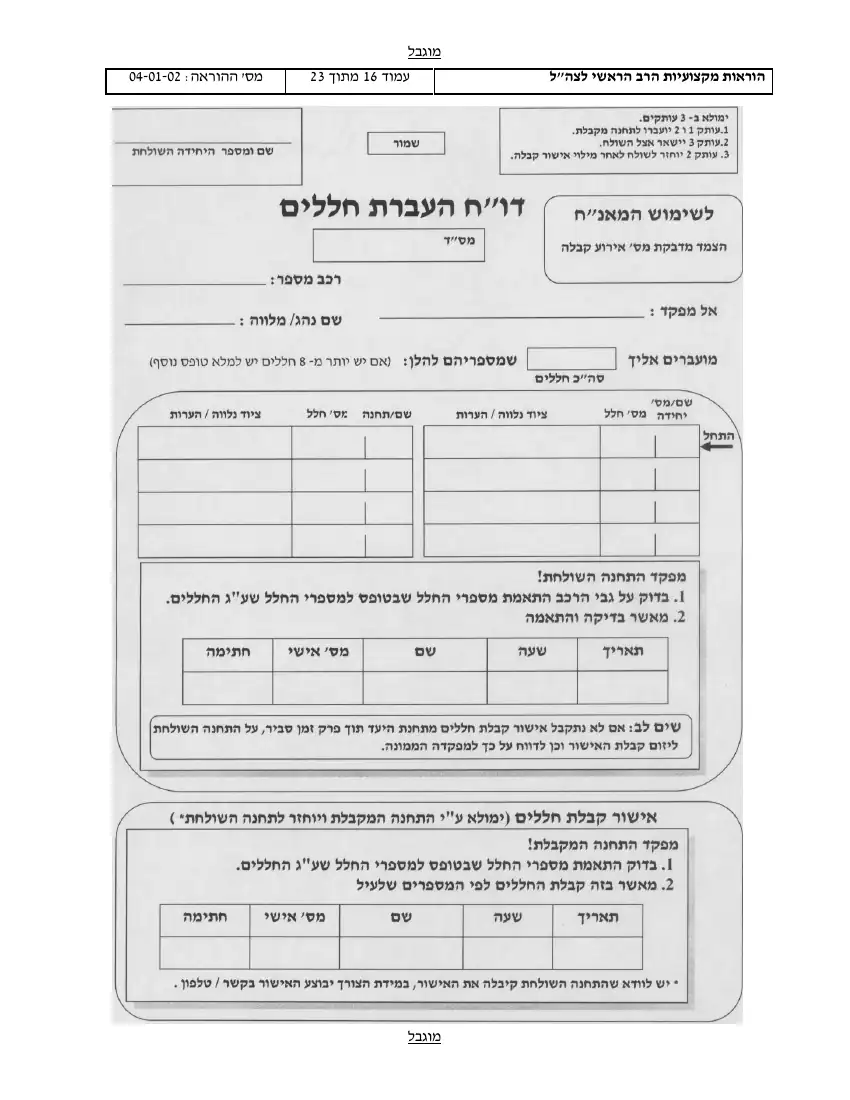 מוגבל
הוראות מקצועיות הרב הראשי לצה״ל
עמוד 16 מתוך 23
מס׳ ההוראה: 04-01-02
ימולא ב- 3 עותקים.
1.עותק 1 ו 2 יועברו לתחנה מקבלת.
2.עותק 3 יישאר אצל השולח.
3. עותק 2 יוחזר לשולח לאחר מילוי אישור קבלה.
שמור
שם ומספר היחידה השולחת
דו״ח העברת חללים
לשימוש המאנ״ח
הצמד מדבקת מס׳ אירוע קבלה
מס״ד
רכב מספר:
אל מפקד:
שם נהג/ מלווה:
מועברים אליך שמספריהם להלן: (אם יש יותר מ- 8 חללים יש למלא טופס נוסף)
סה״כ חללים
שם/מס׳ יחידה מס׳ חלל ציוד נלווה / הערות שם/תחנה מס׳ חלל ציוד נלווה / הערות
התחל
מפקד התחנה השולחת!
1. בדוק על גבי הרכב התאמת מספרי החלל שבטופס למספרי החלל שע"ג החללים.
2. מאשר בדיקה והתאמה
תאריך שעה שם מס׳ אישי חתימה
שים לב: אם לא נתקבל אישור קבלת חללים מתחנת היעד תוך פרק זמן סביר, על התחנה השולחת
ליזום קבלת האישור וכן לדווח על כך למפקדה הממונה.
אישור קבלת חללים (ימולא ע"י התחנה המקבלת ויוחזר לתחנה השולחת* )
מפקד התחנה המקבלת!
1. בדוק התאמת מספרי החלל שבטופס למספרי החלל שע"ג החללים.
2. מאשר בזה קבלת החללים לפי המספרים שלעיל
תאריך שעה שם מס׳ אישי חתימה
* יש לוודא שהתחנה השולחת קיבלה את האישור, במידת הצורך יבוצע האישור בקשר / טלפון .
מוגבל